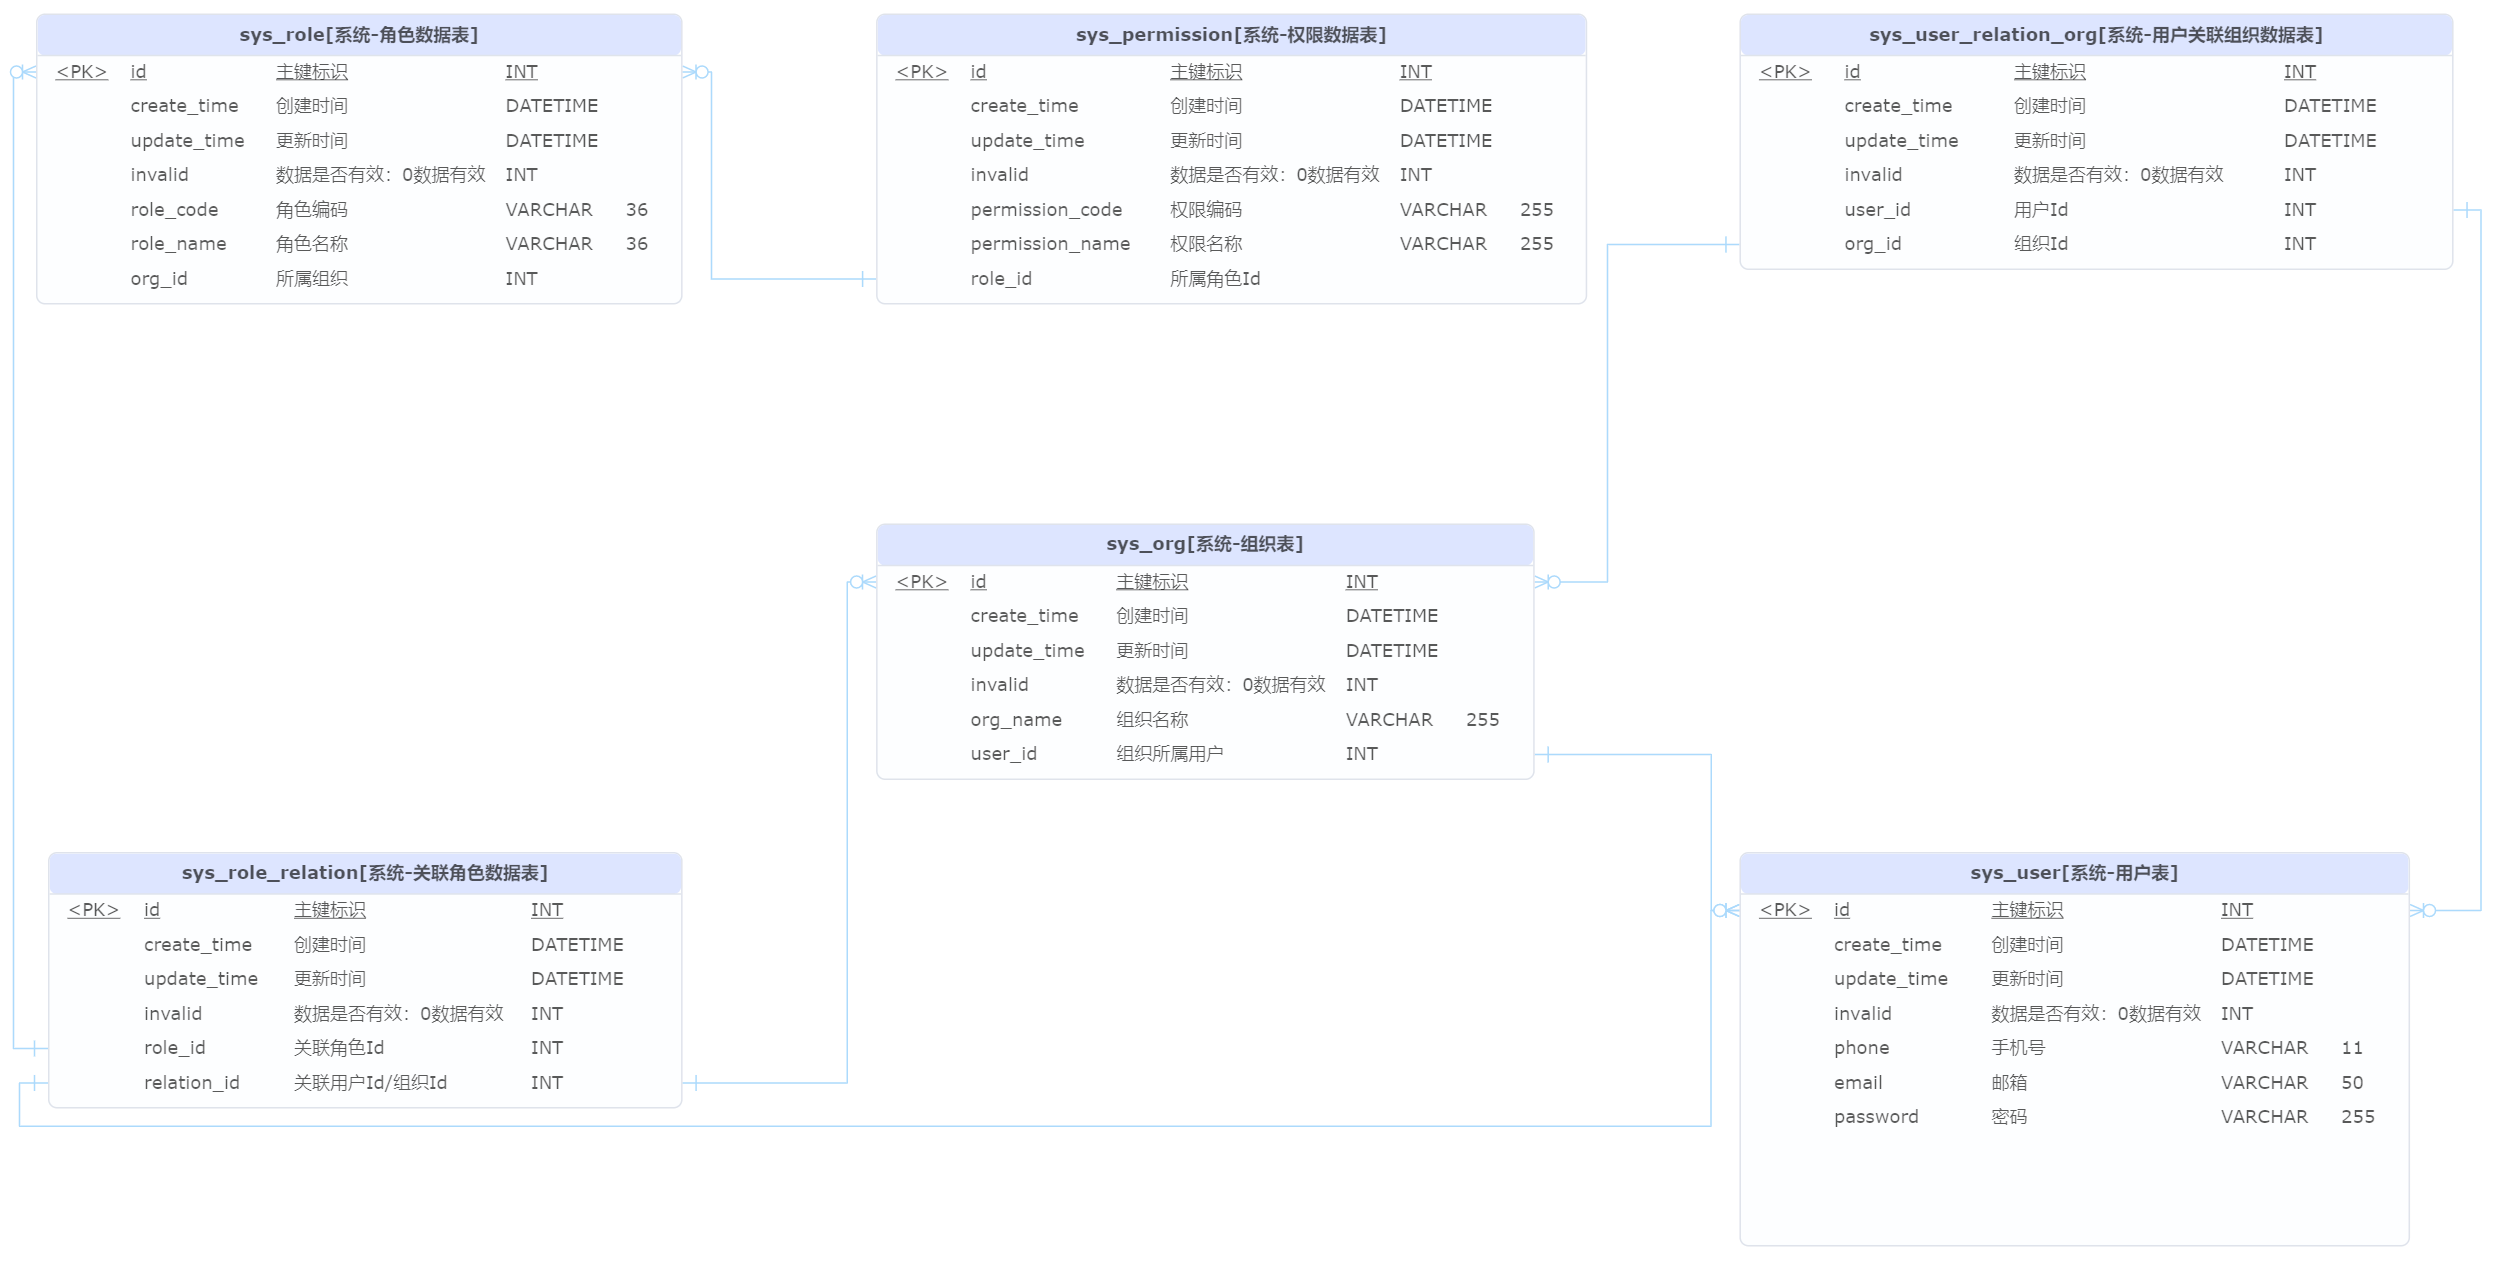 sys_role[系统-角色数据表]
<PK> id 主键标识 INT
create_time 创建时间 DATETIME
update_time 更新时间 DATETIME
invalid 数据是否有效：0数据有效 INT
role_code 角色编码 VARCHAR 36
role_name 角色名称 VARCHAR 36
org_id 所属组织 INT
sys_permission[系统-权限数据表]
<PK> id 主键标识 INT
create_time 创建时间 DATETIME
update_time 更新时间 DATETIME
invalid 数据是否有效：0数据有效 INT
permission_code 权限编码 VARCHAR 255
permission_name 权限名称 VARCHAR 255
role_id 所属角色Id
sys_user_relation_org[系统-用户关联组织数据表]
<PK> id 主键标识 INT
create_time 创建时间 DATETIME
update_time 更新时间 DATETIME
invalid 数据是否有效：0数据有效 INT
user_id 用户Id INT
org_id 组织Id INT
sys_org[系统-组织表]
<PK> id 主键标识 INT
create_time 创建时间 DATETIME
update_time 更新时间 DATETIME
invalid 数据是否有效：0数据有效 INT
org_name 组织名称 VARCHAR 255
user_id 组织所属用户 INT
sys_role_relation[系统-关联角色数据表]
<PK> id 主键标识 INT
create_time 创建时间 DATETIME
update_time 更新时间 DATETIME
invalid 数据是否有效：0数据有效 INT
role_id 关联角色Id INT
relation_id 关联用户Id/组织Id INT
sys_user[系统-用户表]
<PK> id 主键标识 INT
create_time 创建时间 DATETIME
update_time 更新时间 DATETIME
invalid 数据是否有效：0数据有效 INT
phone 手机号 VARCHAR 11
email 邮箱 VARCHAR 50
password 密码 VARCHAR 255